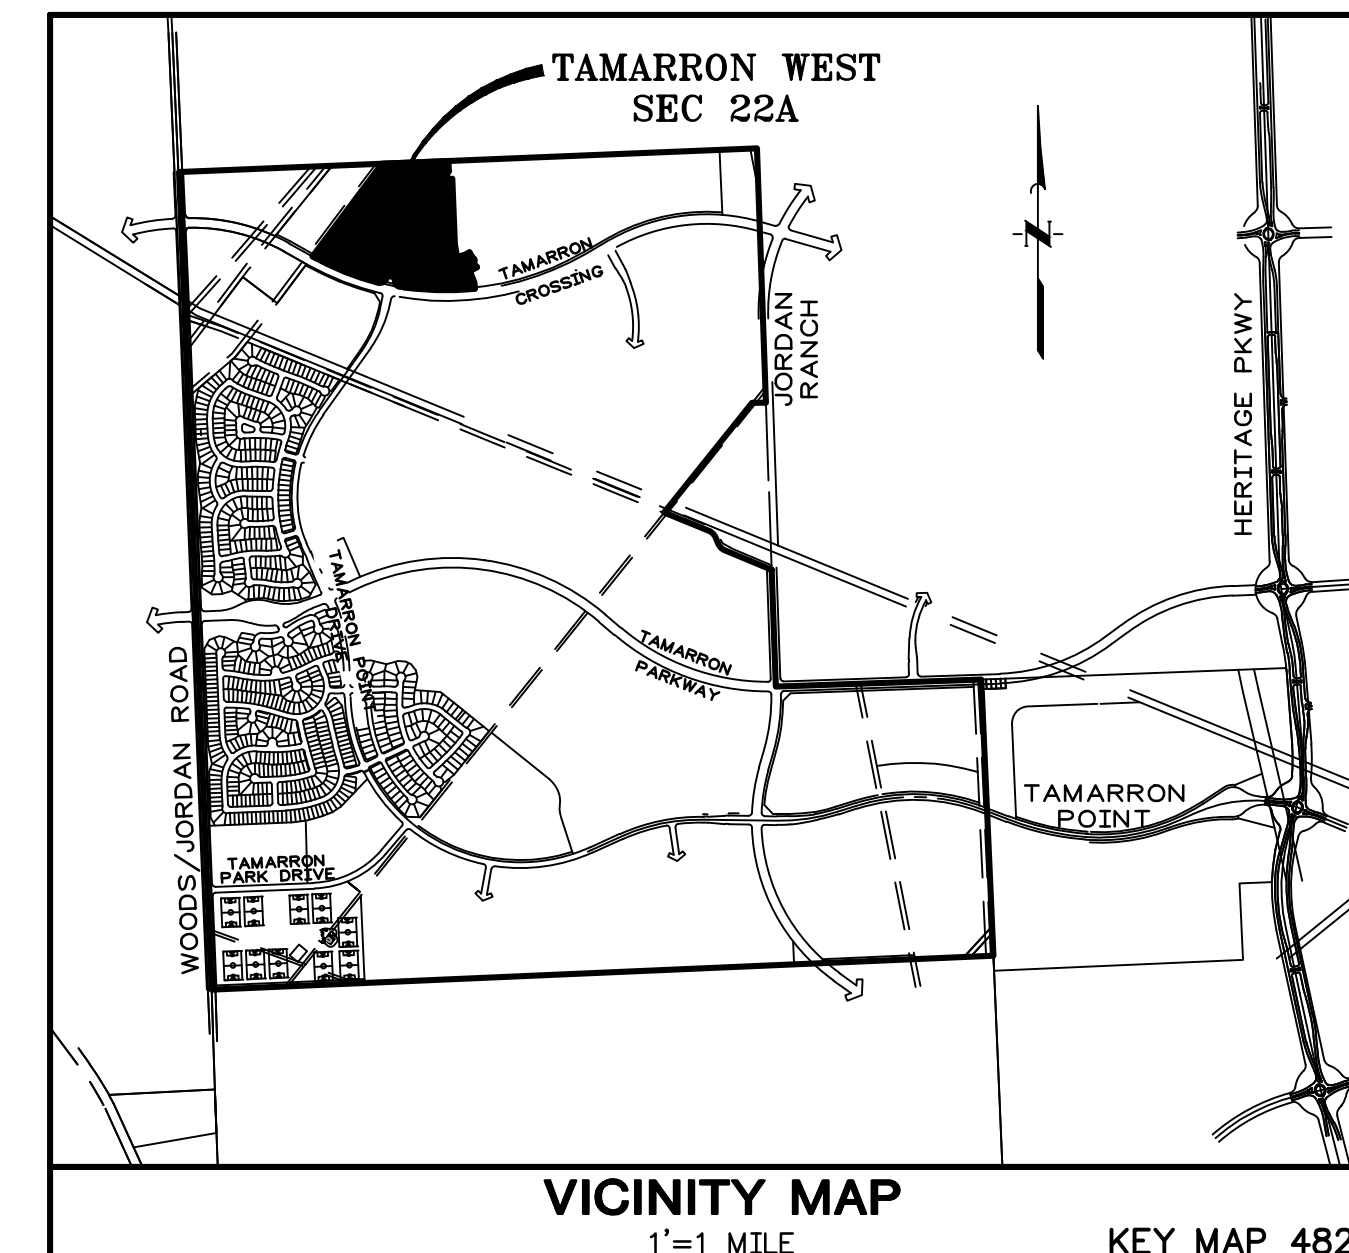 TAMARRON WEST
SEC 22A
N
TAMARRON
CROSSING
JORDAN
RANCH
HERITAGE PKWY
TAMARRON POINT
DRIVE
TAMARRON
PARKWAY
WOODS/JORDAN ROAD
TAMARRON
POINT
TAMARRON
PARK DRIVE
VICINITY MAP
1'=1 MILE
KEY MAP 482